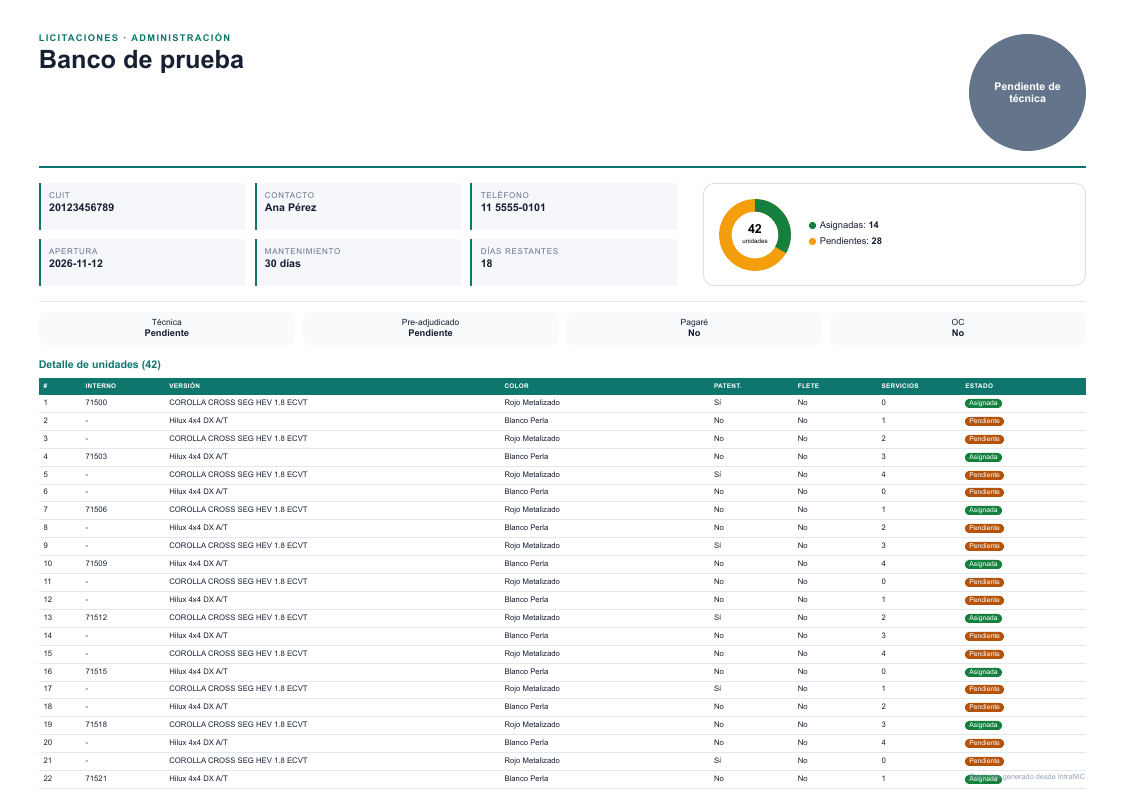 LICITACIONES · ADMINISTRACIÓN
Banco de prueba
Pendiente de
técnica
CUIT
20123456789
CONTACTO
Ana Pérez
TELÉFONO
11 5555-0101
APERTURA
2026-11-12
MANTENIMIENTO
30 días
DÍAS RESTANTES
18
42
unidades
Asignadas: 14
Pendientes: 28
Técnica
Pendiente
Pre-adjudicado
Pendiente
Pagaré
No
OC
No
Detalle de unidades (42)
# INTERNO VERSIÓN COLOR PATENT. FLETE SERVICIOS ESTADO
1 71500 COROLLA CROSS SEG HEV 1.8 ECVT Rojo Metalizado Sí No 0 Asignada
2 - Hilux 4x4 DX A/T Blanco Perla No No 1 Pendiente
3 - COROLLA CROSS SEG HEV 1.8 ECVT Rojo Metalizado No No 2 Pendiente
4 71503 Hilux 4x4 DX A/T Blanco Perla No No 3 Asignada
5 - COROLLA CROSS SEG HEV 1.8 ECVT Rojo Metalizado Sí No 4 Pendiente
6 - Hilux 4x4 DX A/T Blanco Perla No No 0 Pendiente
7 71506 COROLLA CROSS SEG HEV 1.8 ECVT Rojo Metalizado No No 1 Asignada
8 - Hilux 4x4 DX A/T Blanco Perla No No 2 Pendiente
9 - COROLLA CROSS SEG HEV 1.8 ECVT Rojo Metalizado Sí No 3 Pendiente
10 71509 Hilux 4x4 DX A/T Blanco Perla No No 4 Asignada
11 - COROLLA CROSS SEG HEV 1.8 ECVT Rojo Metalizado No No 0 Pendiente
12 - Hilux 4x4 DX A/T Blanco Perla No No 1 Pendiente
13 71512 COROLLA CROSS SEG HEV 1.8 ECVT Rojo Metalizado Sí No 2 Asignada
14 - Hilux 4x4 DX A/T Blanco Perla No No 3 Pendiente
15 - COROLLA CROSS SEG HEV 1.8 ECVT Rojo Metalizado No No 4 Pendiente
16 71515 Hilux 4x4 DX A/T Blanco Perla No No 0 Asignada
17 - COROLLA CROSS SEG HEV 1.8 ECVT Rojo Metalizado Sí No 1 Pendiente
18 - Hilux 4x4 DX A/T Blanco Perla No No 2 Pendiente
19 71518 COROLLA CROSS SEG HEV 1.8 ECVT Rojo Metalizado No No 3 Asignada
20 - Hilux 4x4 DX A/T Blanco Perla No No 4 Pendiente
21 - COROLLA CROSS SEG HEV 1.8 ECVT Rojo Metalizado Sí No 0 Pendiente
22 71521 Hilux 4x4 DX A/T Blanco Perla No No 1 Asignada
generado desde IntraNIC